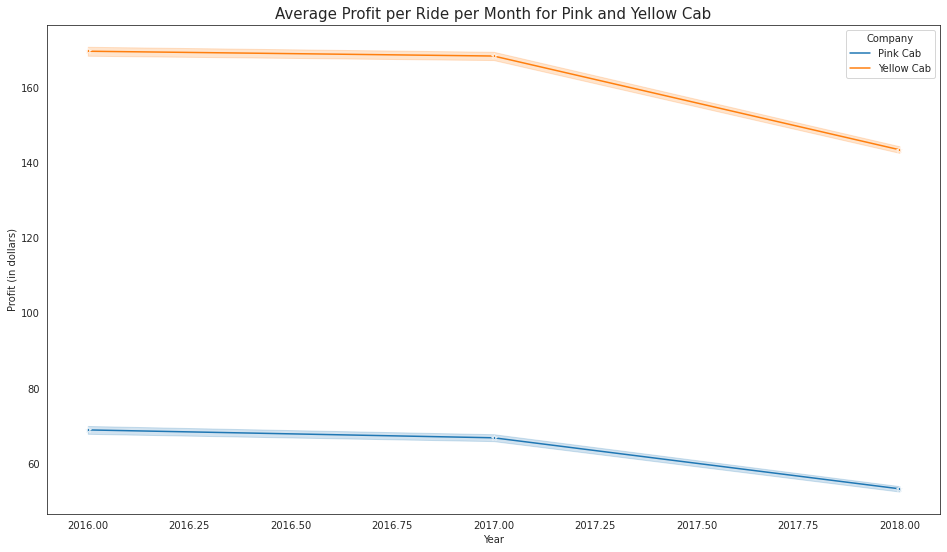 Average Profit per Ride per Month for Pink and Yellow Cab
Company
Pink Cab
Yellow Cab
Profit (in dollars)
160
140
120
100
80
60
2016.00 2016.25 2016.50 2016.75 2017.00 2017.25 2017.50 2017.75 2018.00
Year